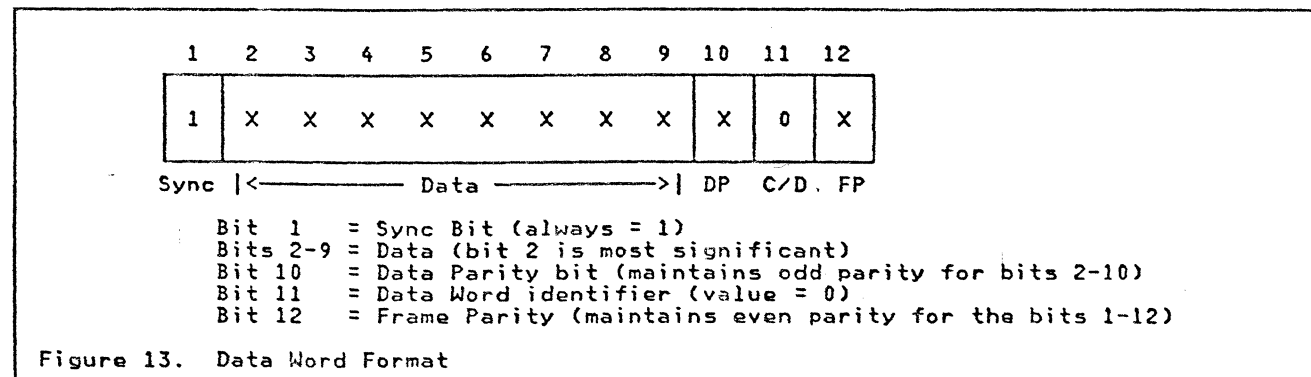 1 2 3 4 5 6 7 8 9 10 11 12
1 X X X X X X X X X 0 X
Sync |<——— Data ———>| DP C/D. FP
Bit 1 = Sync Bit (always = 1)
Bits 2-9 = Data (bit 2 is most significant)
Bit 10 = Data Parity bit (maintains odd parity for bits 2-10)
Bit 11 = Data Word identifier (value = 0)
Bit 12 = Frame Parity (maintains even parity for the bits 1-12)
Figure 13. Data Word Format